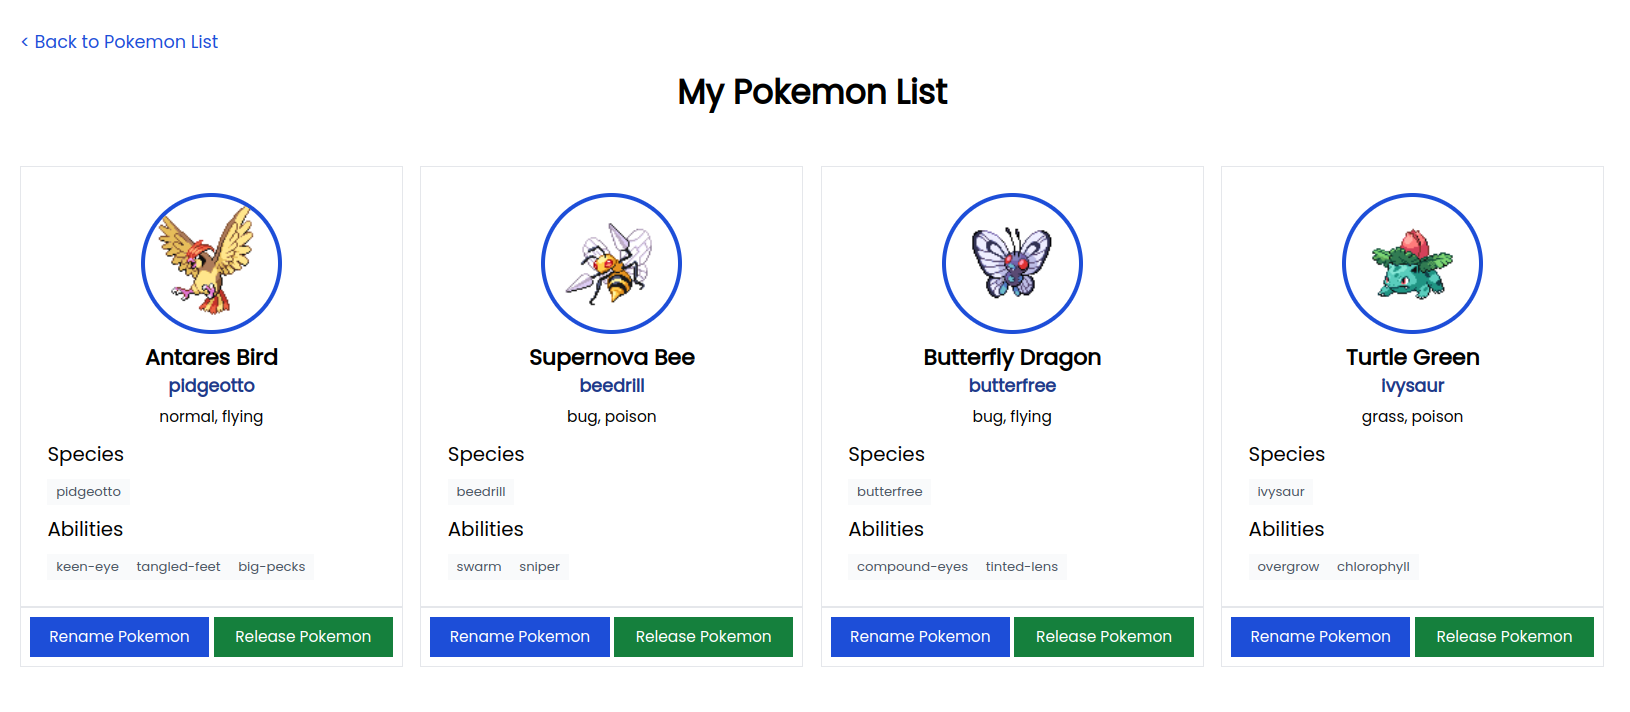 < Back to Pokemon List
My Pokemon List
Antares Bird
pidgeotto
normal, flying
Species
pidgeotto
Abilities
keen-eye tangled-feet big-pecks
Rename Pokemon Release Pokemon
Supernova Bee
beedrill
bug, poison
Species
beedrill
Abilities
swarm sniper
Rename Pokemon Release Pokemon
Butterfly Dragon
butterfree
bug, flying
Species
butterfree
Abilities
compound-eyes tinted-lens
Rename Pokemon Release Pokemon
Turtle Green
ivysaur
grass, poison
Species
ivysaur
Abilities
overgrow chlorophyll
Rename Pokemon Release Pokemon